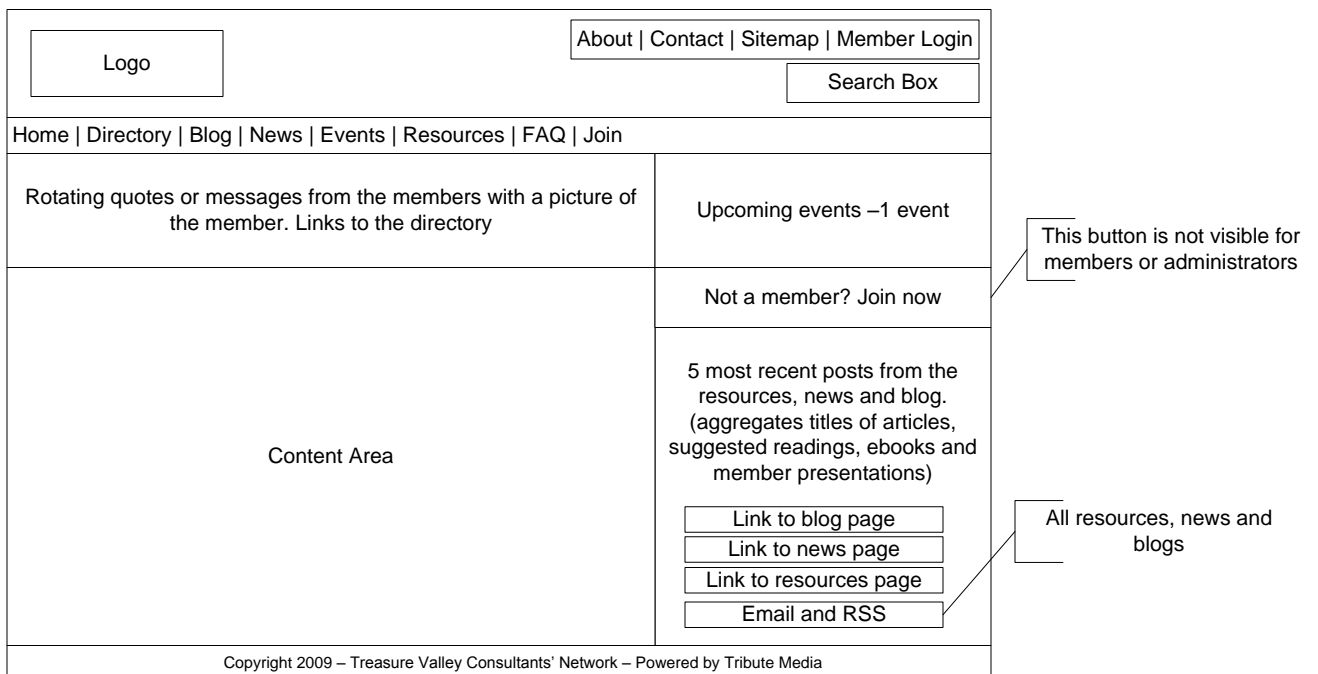 Logo
About | Contact | Sitemap | Member Login
Search Box
Home | Directory | Blog | News | Events | Resources | FAQ | Join
Rotating quotes or messages from the members with a picture of
the member. Links to the directory
Upcoming events –1 event
This button is not visible for
members or administrators
Not a member? Join now
5 most recent posts from the
resources, news and blog.
(aggregates titles of articles,
suggested readings, ebooks and
member presentations)
Content Area
Link to blog page
Link to news page
Link to resources page
Email and RSS
All resources, news and
blogs
Copyright 2009 – Treasure Valley Consultants’ Network – Powered by Tribute Media